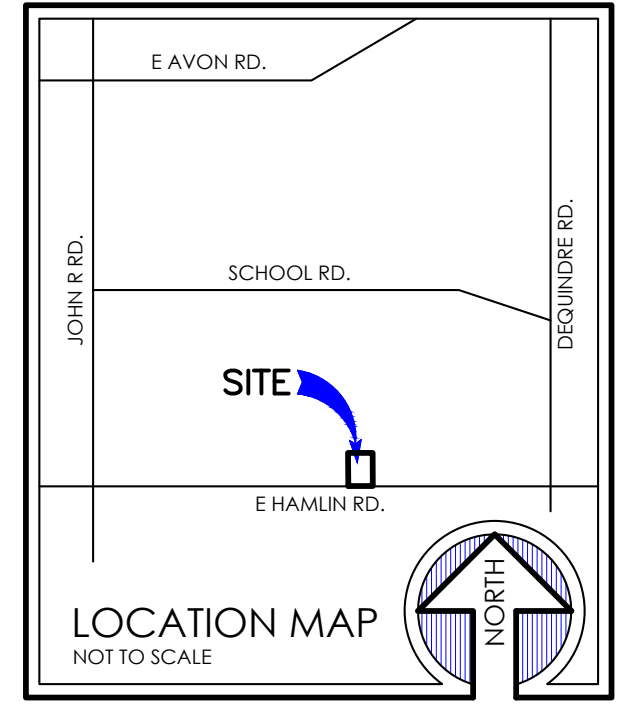 E AVON RD.
JOHN R RD.
DEQUINDRE RD.
SCHOOL RD.
SITE
E HAMLIN RD.
NORTH
LOCATION MAP
NOT TO SCALE